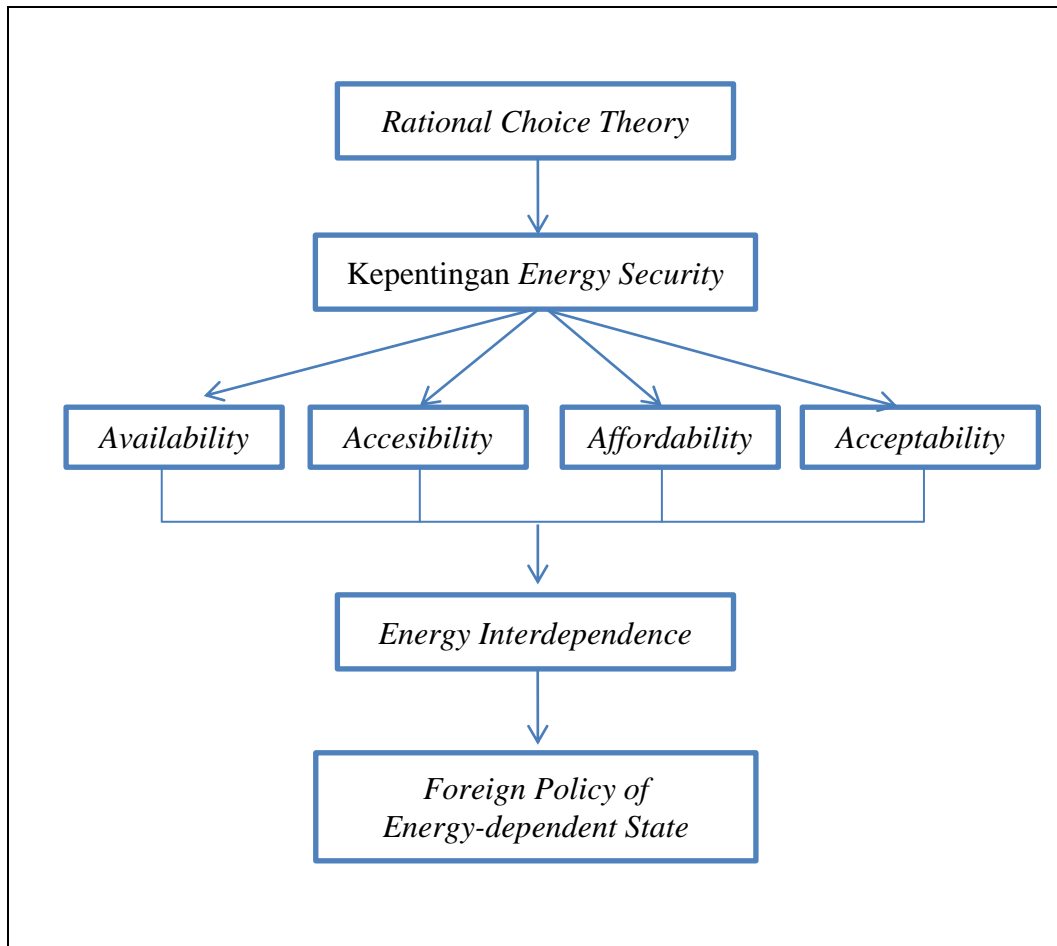 Rational Choice Theory
Kepentingan Energy Security
Availability
Accesibility
Affordability
Acceptability
Energy Interdependence
Foreign Policy of
Energy-dependent State